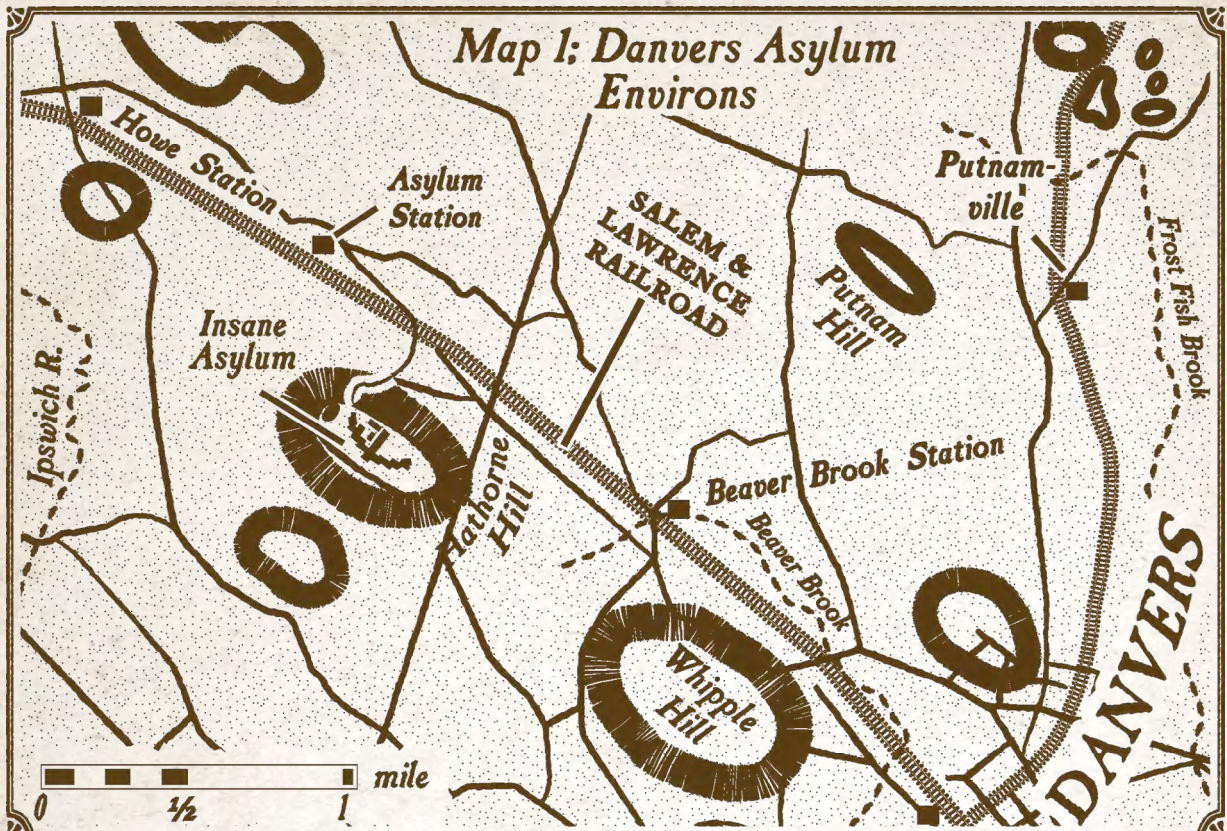 Map 1: Danvers Asylum
Environs
Howe Station
Asylum
Station
SALEM &
LAWRENCE
RAILROAD
Putnam-
ville
Frost Fish Brook
Putnam
Hill
Insane
Asylum
Ipswich R.
Hathorne
Hill
Beaver Brook Station
Beaver Brook
Whipple
Hill
DANVERS
mile
0 ½ 1